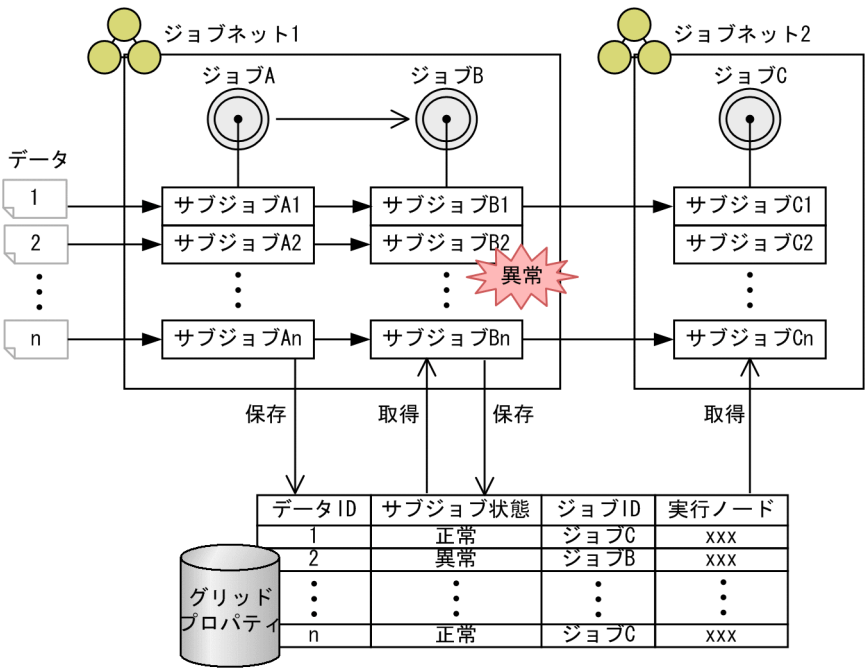 ジョブネット1
ジョブネット2
ジョブA
ジョブB
ジョブC
データ
1
サブジョブA1
サブジョブB1
サブジョブC1
2
サブジョブA2
サブジョブB2
サブジョブC2
異常
n
サブジョブAn
サブジョブBn
サブジョブCn
保存
取得
保存
取得
データID サブジョブ状態 ジョブID 実行ノード
1 正常 ジョブC xxx
2 異常 ジョブB xxx
n 正常 ジョブC xxx
グリッド
プロパティ